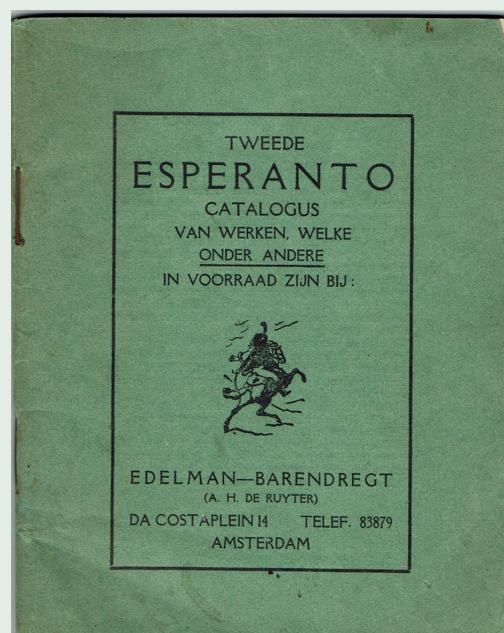 TWEEDE
ESPERANTO
CATALOGUS
VAN WERKEN, WELKE
ONDER ANDERE
IN VOORRAAD ZIJN BIJ:
EDELMAN—BARENDREGT
(A. H. DE RUYTER)
DA COSTAPLEIN 14 TELEF. 83879
AMSTERDAM